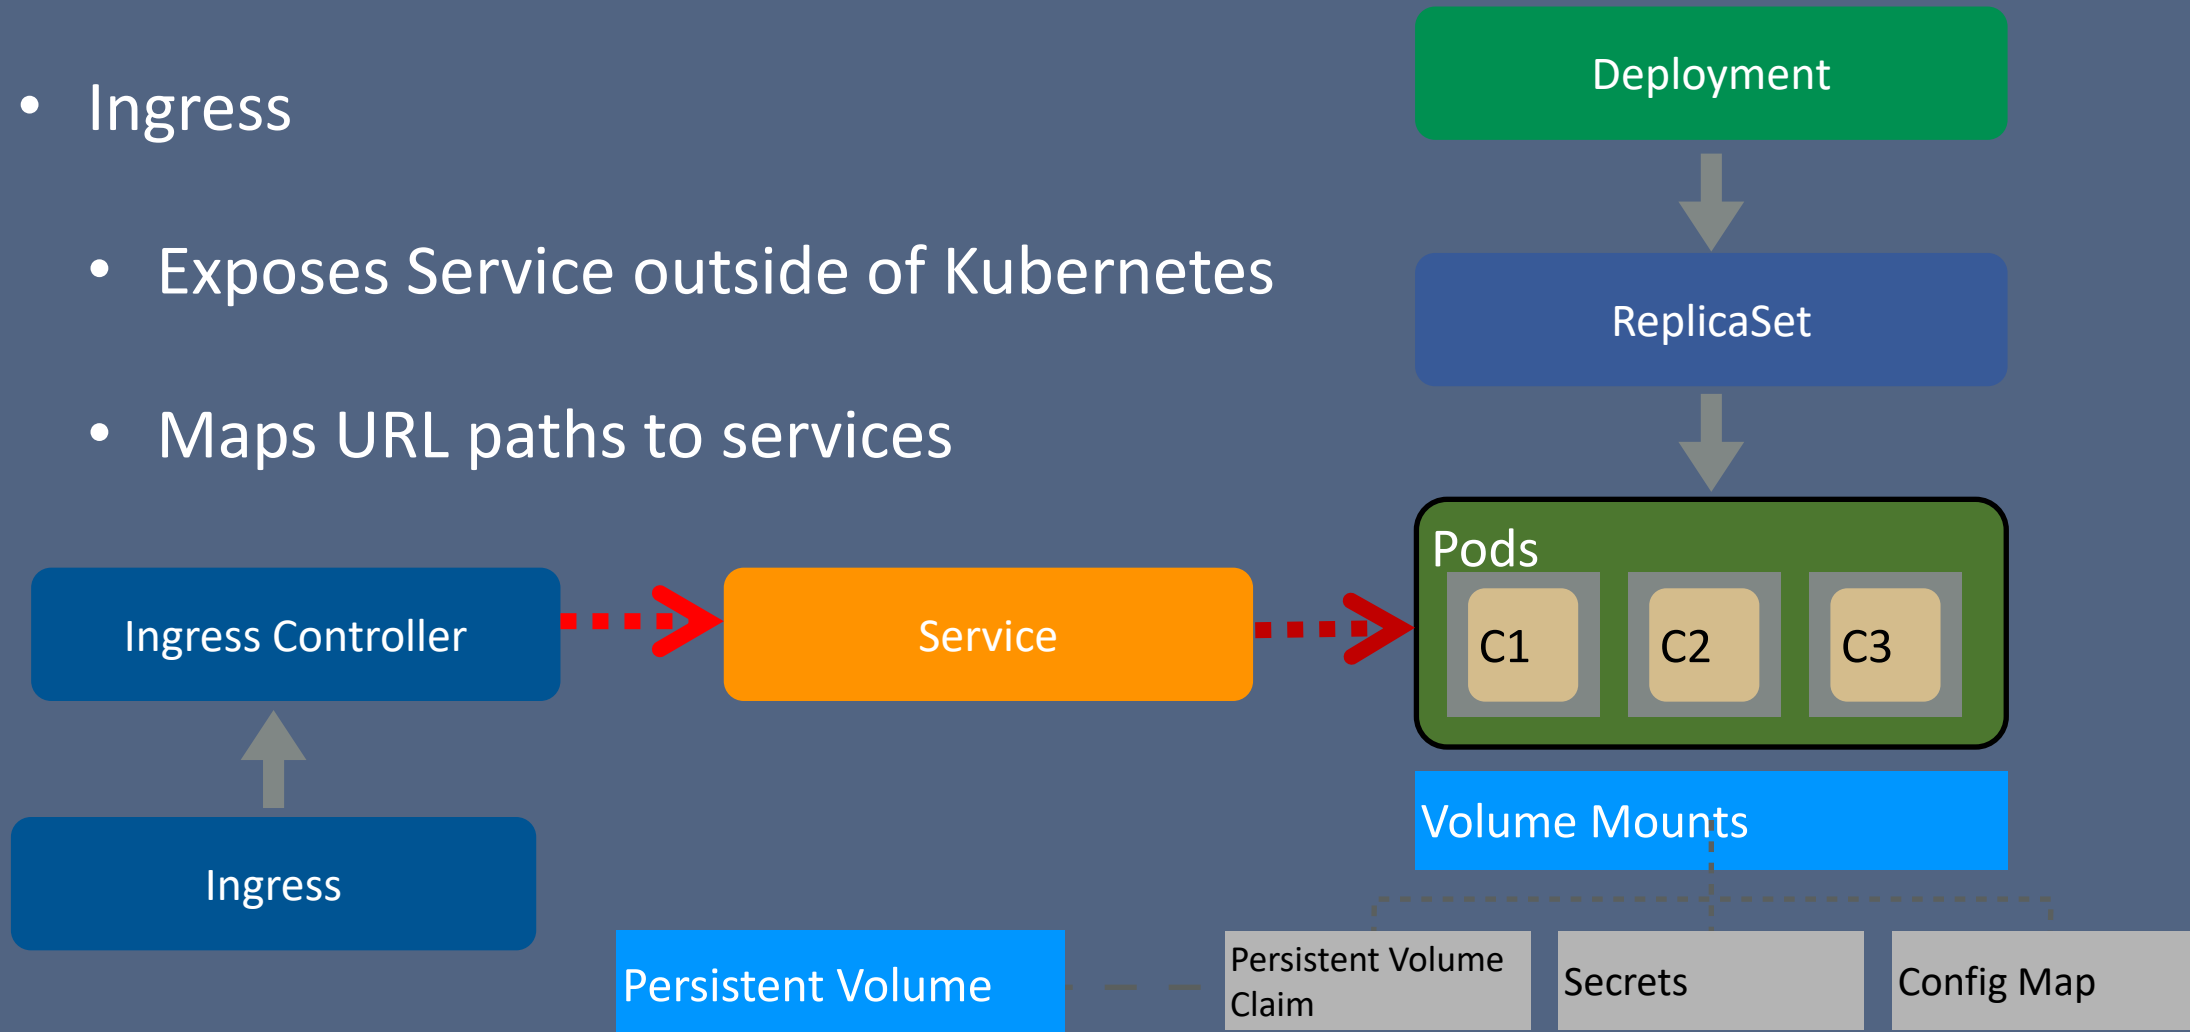 • Ingress
• Exposes Service outside of Kubernetes
• Maps URL paths to services
Deployment
ReplicaSet
Pods
C1
C2
C3
Ingress Controller
Service
Volume Mounts
Ingress
Persistent Volume
Persistent Volume
Claim
Secrets
Config Map